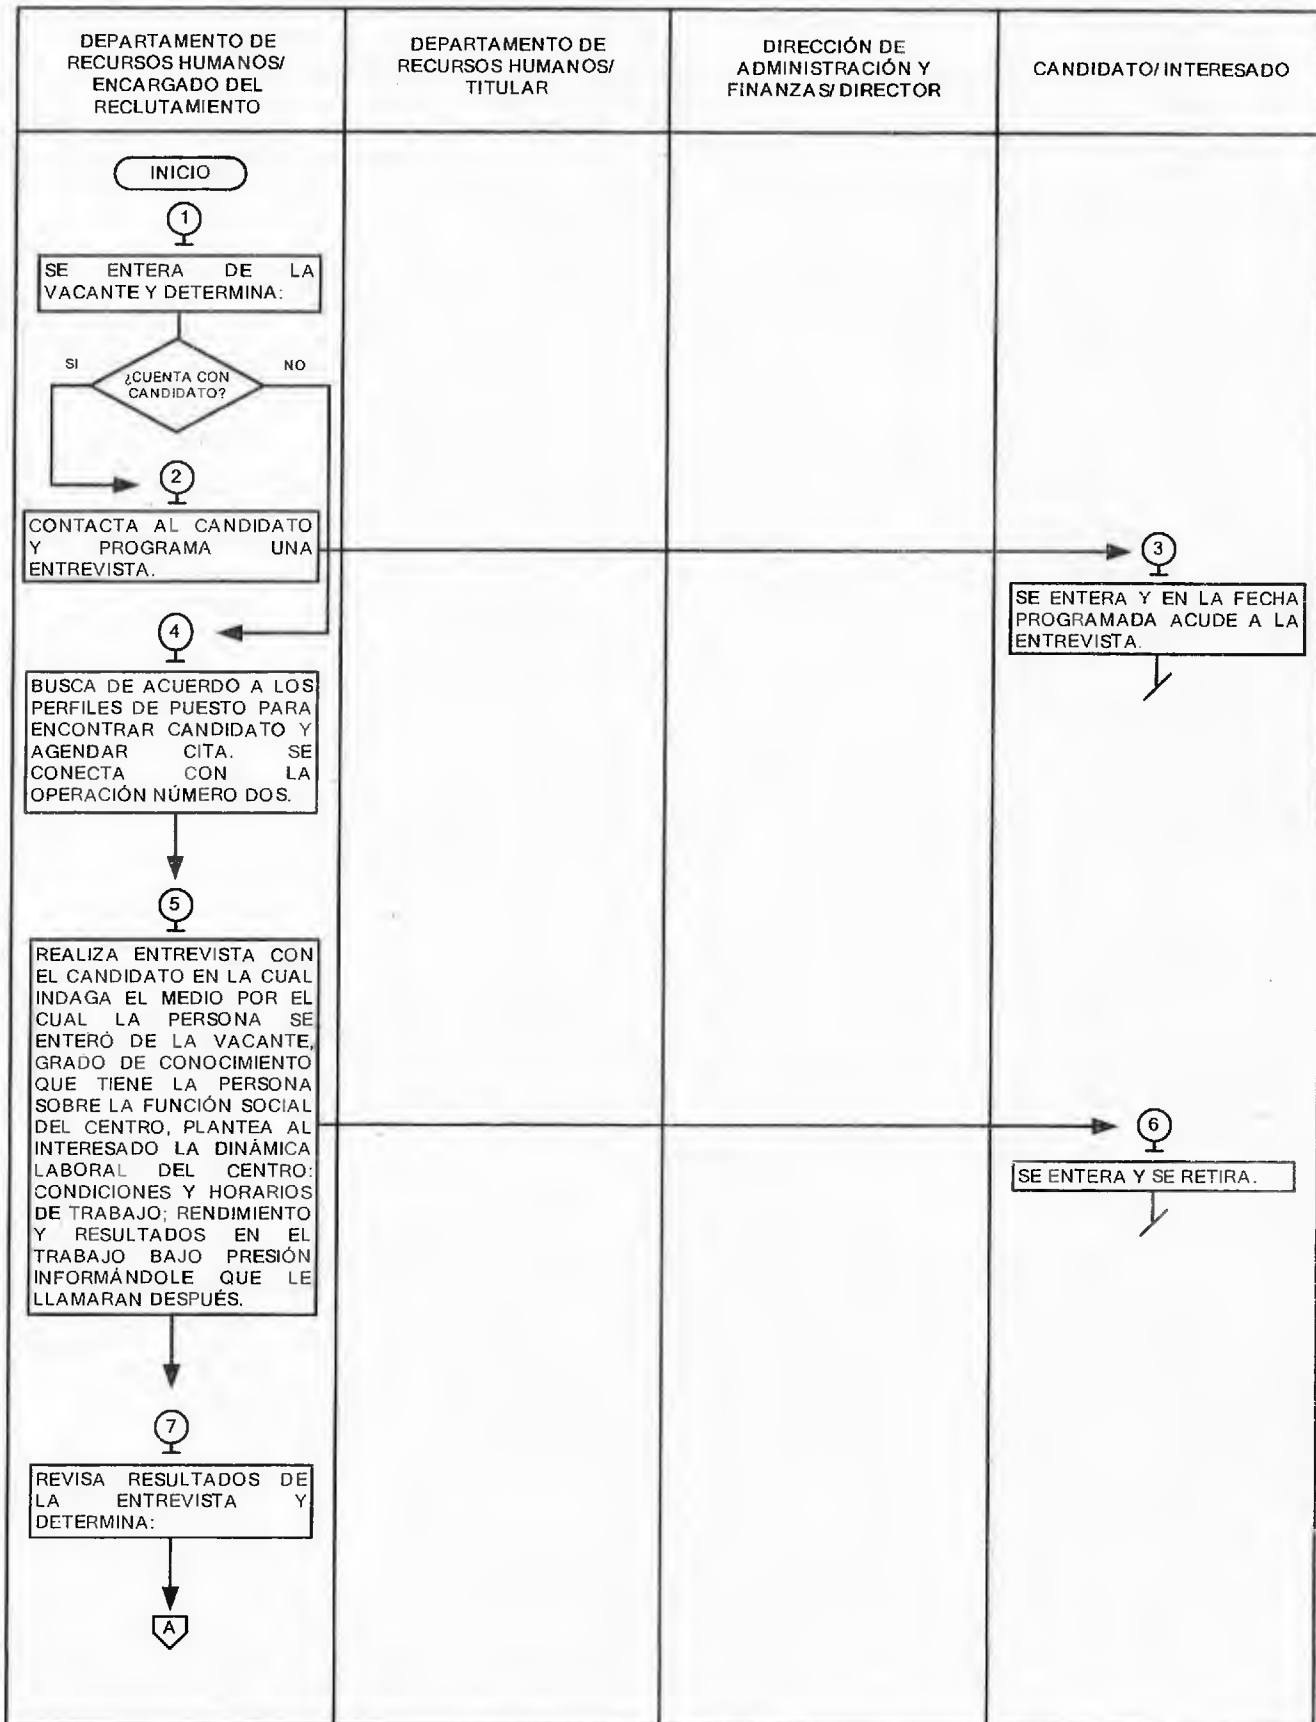 DEPARTAMENTO DE
RECURSOS HUMANOS/
ENCARGADO DEL
RECLUTAMIENTO
DEPARTAMENTO DE
RECURSOS HUMANOS/
TITULAR
DIRECCIÓN DE
ADMINISTRACIÓN Y
FINANZAS/DIRECTOR
CANDIDATO/INTERESADO
INICIO
1
SE ENTERA DE LA
VACANTE Y DETERMINA:
SI
¿CUENTA CON
CANDIDATO?
NO
2
CONTACTA AL CANDIDATO
Y PROGRAMA UNA
ENTREVISTA.
3
SE ENTERA Y EN LA FECHA
PROGRAMADA ACUDE A LA
ENTREVISTA.
4
BUSCA DE ACUERDO A LOS
PERFILES DE PUESTO PARA
ENCONTRAR CANDIDATO Y
AGENDAR CITA. SE
CONECTA CON LA
OPERACIÓN NÚMERO DOS.
5
REALIZA ENTREVISTA CON
EL CANDIDATO EN LA CUAL
INDAGA EL MEDIO POR EL
CUAL LA PERSONA SE
ENTERÓ DE LA VACANTE,
GRADO DE CONOCIMIENTO
QUE TIENE LA PERSONA
SOBRE LA FUNCIÓN SOCIAL
DEL CENTRO, PLANTEA AL
INTERESADO LA DINÁMICA
LABORAL DEL CENTRO:
CONDICIONES Y HORARIOS
DE TRABAJO; RENDIMIENTO
Y RESULTADOS EN EL
TRABAJO BAJO PRESIÓN
INFORMÁNDOLE QUE LE
LLAMARAN DESPUÉS.
6
SE ENTERA Y SE RETIRA.
7
REVISA RESULTADOS DE
LA ENTREVISTA Y
DETERMINA:
A